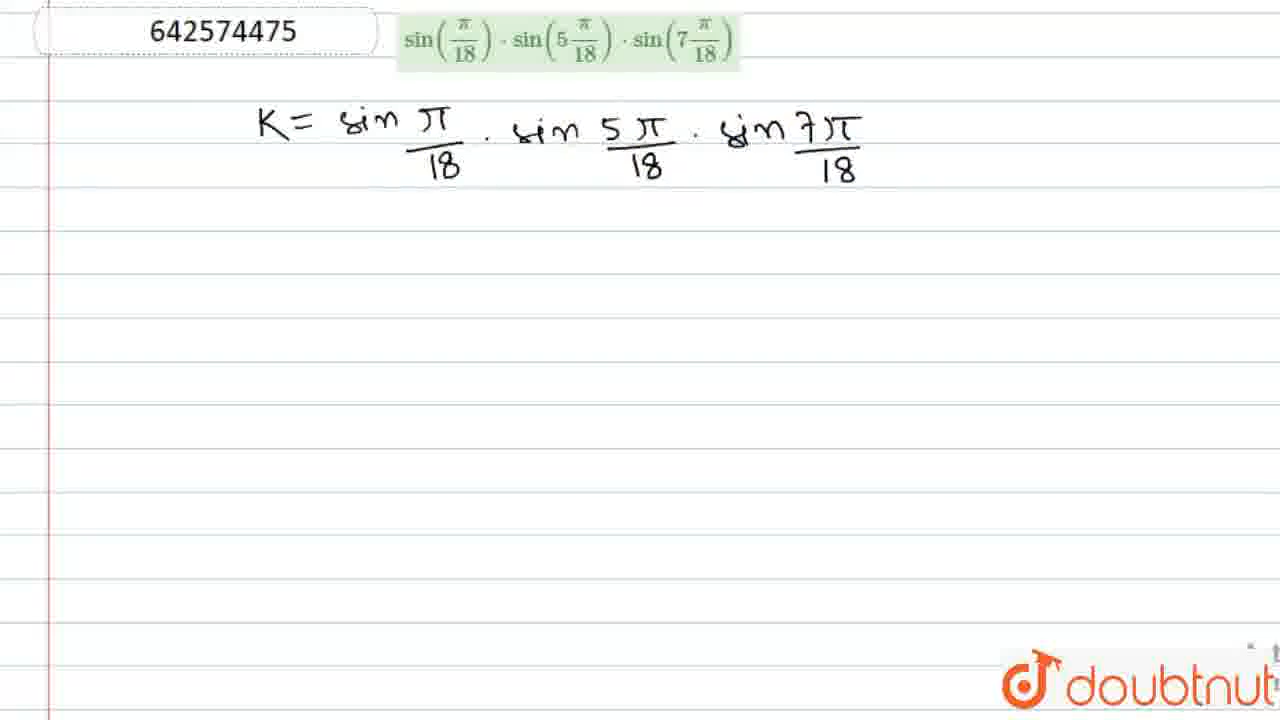 642574475
sin(π/18) · sin(5 π/18) · sin(7 π/18)
K = sin π/18 . sin 5π/18 . sin 7π/18
doubtnut